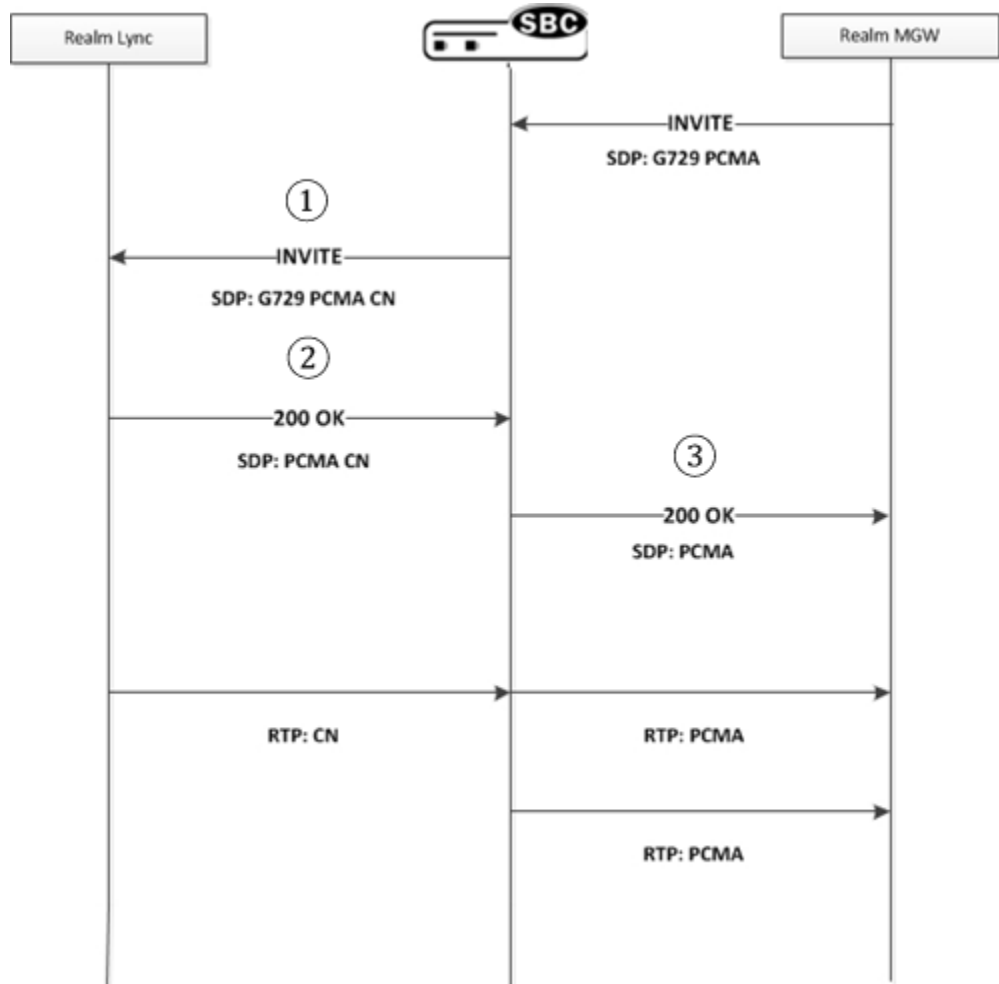 Realm Lync
SBC
Realm MGW
INVITE
SDP: G729 PCMA
1
INVITE
SDP: G729 PCMA CN
2
200 OK
SDP: PCMA CN
3
200 OK
SDP: PCMA
RTP: CN
RTP: PCMA
RTP: PCMA